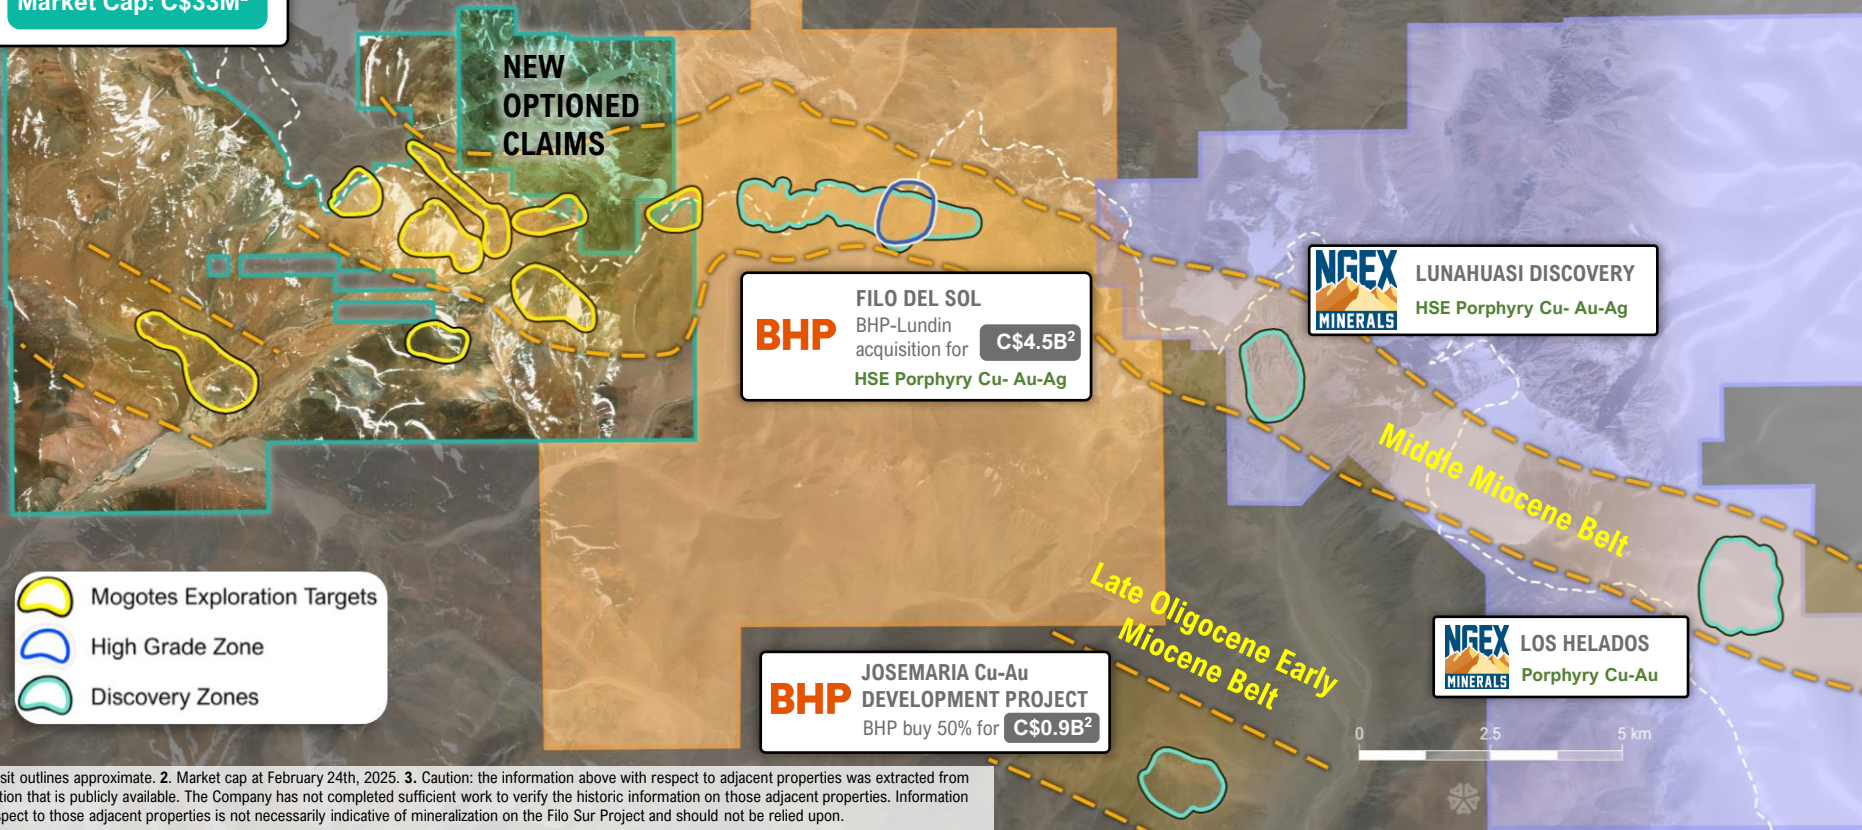 Market Cap: C$33M²
NEW
OPTIONED
CLAIMS
NGEX
MINERALS
LUNAHUASI DISCOVERY
HSE Porphyry Cu- Au-Ag
BHP
FILO DEL SOL
BHP-Lundin
acquisition for C$4.5B²
HSE Porphyry Cu- Au-Ag
Middle Miocene Belt
Late Oligocene Early
Miocene Belt
Mogotes Exploration Targets
High Grade Zone
Discovery Zones
NGEX
MINERALS
LOS HELADOS
Porphyry Cu-Au
BHP
JOSEMARIA Cu-Au
DEVELOPMENT PROJECT
BHP buy 50% for C$0.9B²
0 2.5 5 km
outlines approximate. 2. Market cap at February 24th, 2025. 3. Caution: the information above with respect to adjacent properties was extracted from
that is publicly available. The Company has not completed sufficient work to verify the historic information on those adjacent properties. Information
to those adjacent properties is not necessarily indicative of mineralization on the Filo Sur Project and should not be relied upon.